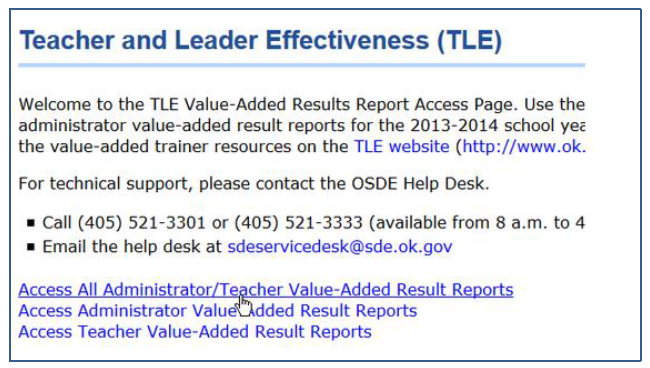 Teacher and Leader Effectiveness (TLE)
Welcome to the TLE Value-Added Results Report Access Page. Use the
administrator value-added result reports for the 2013-2014 school yea
the value-added trainer resources on the TLE website (http://www.ok.
For technical support, please contact the OSDE Help Desk.
▪ Call (405) 521-3301 or (405) 521-3333 (available from 8 a.m. to 4
▪ Email the help desk at sdeservicedesk@sde.ok.gov
Access All Administrator/Teacher Value-Added Result Reports
Access Administrator Value-Added Result Reports
Access Teacher Value-Added Result Reports